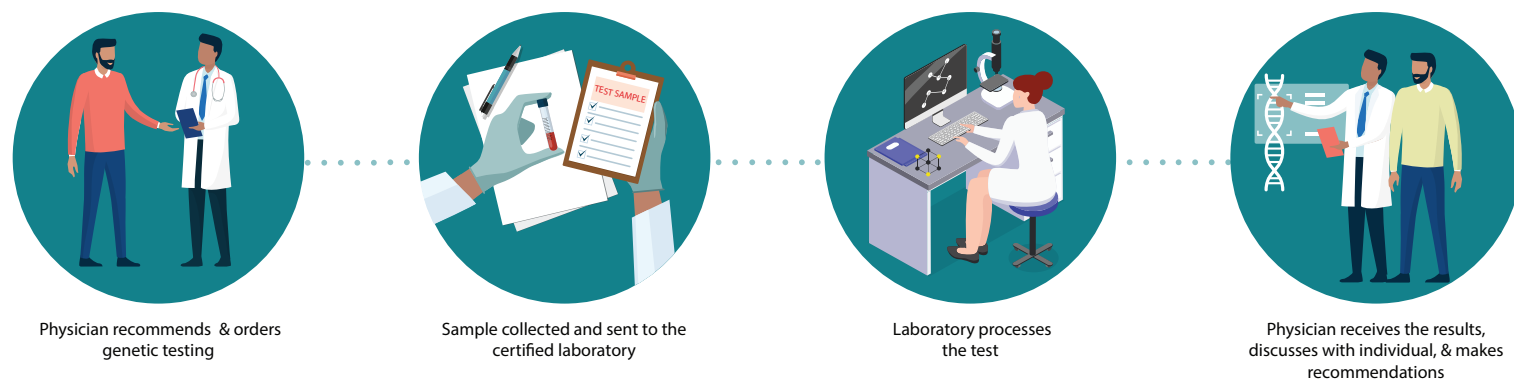 TEST SAMPLE
Physician recommends & orders
genetic testing
Sample collected and sent to the
certified laboratory
Laboratory processes
the test
Physician receives the results,
discusses with individual, & makes
recommendations